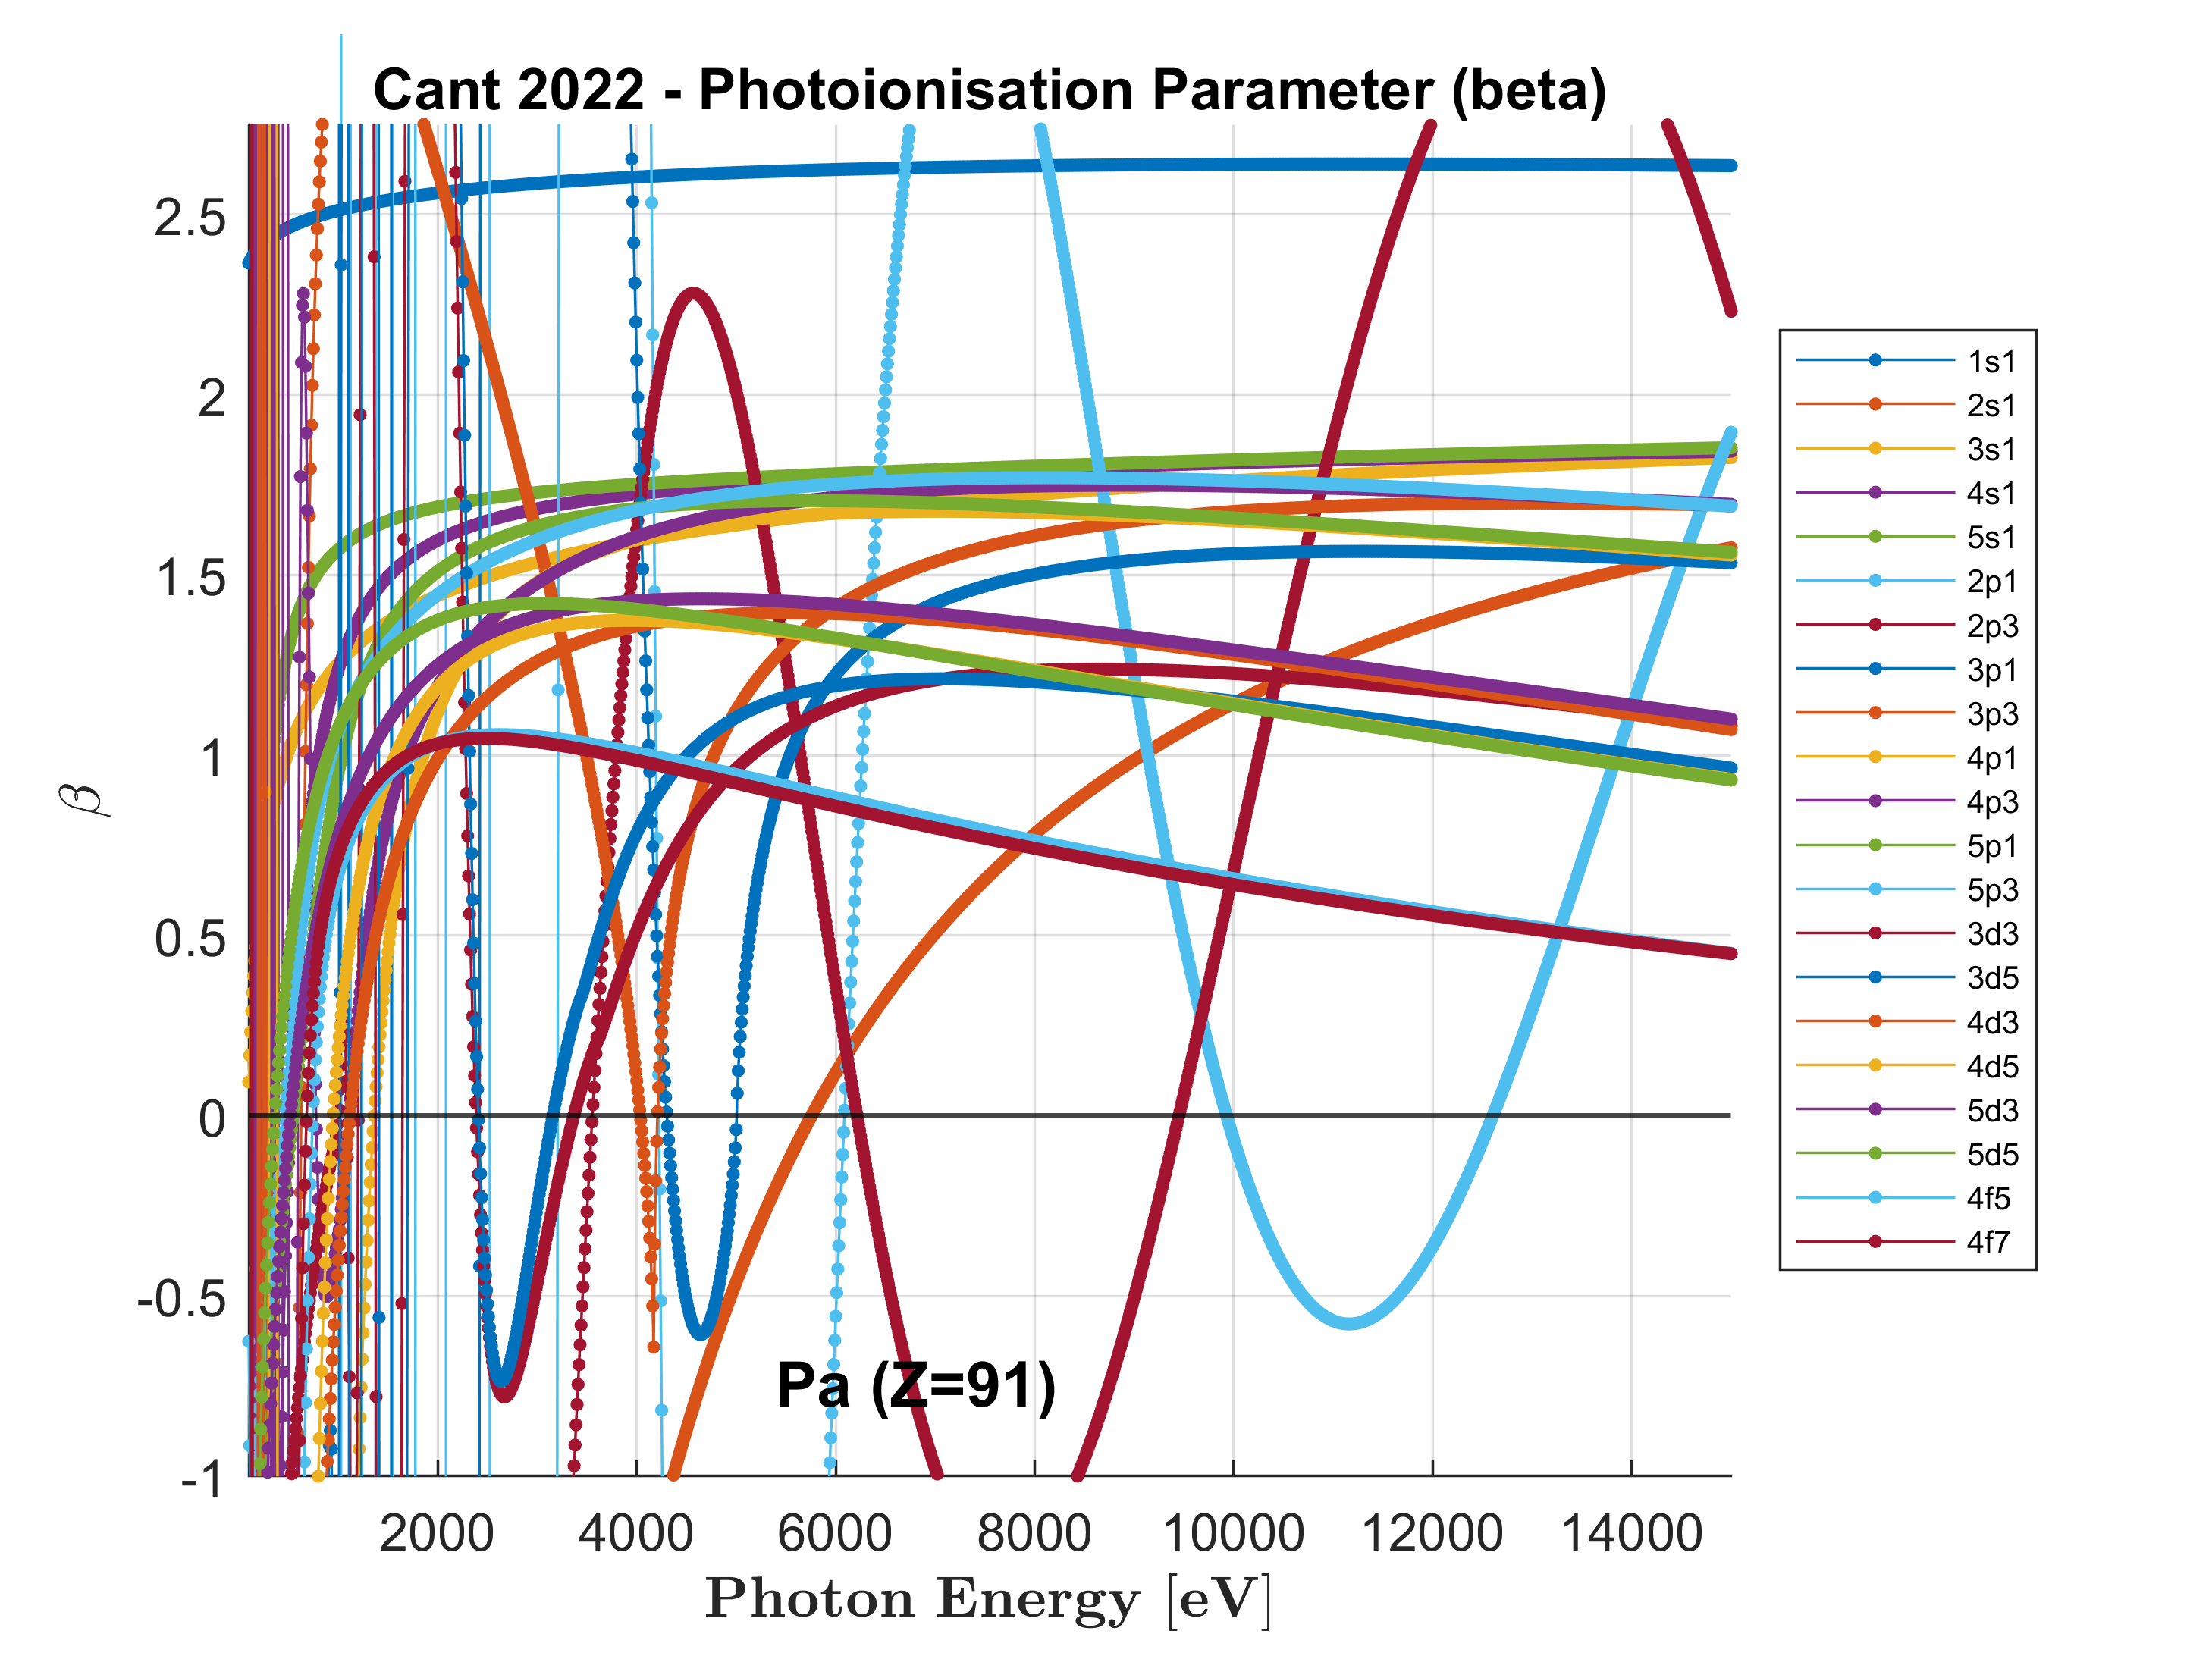 Cant 2022 - Photoionisation Parameter (beta)
2.5
2
1.5
1
0.5
0
-0.5
-1
β
2000 4000 6000 8000 10000 12000 14000
Photon Energy [eV]
Pa (Z=91)
1s1
2s1
3s1
4s1
5s1
2p1
2p3
3p1
3p3
4p1
4p3
5p1
5p3
3d3
3d5
4d3
4d5
5d3
5d5
4f5
4f7